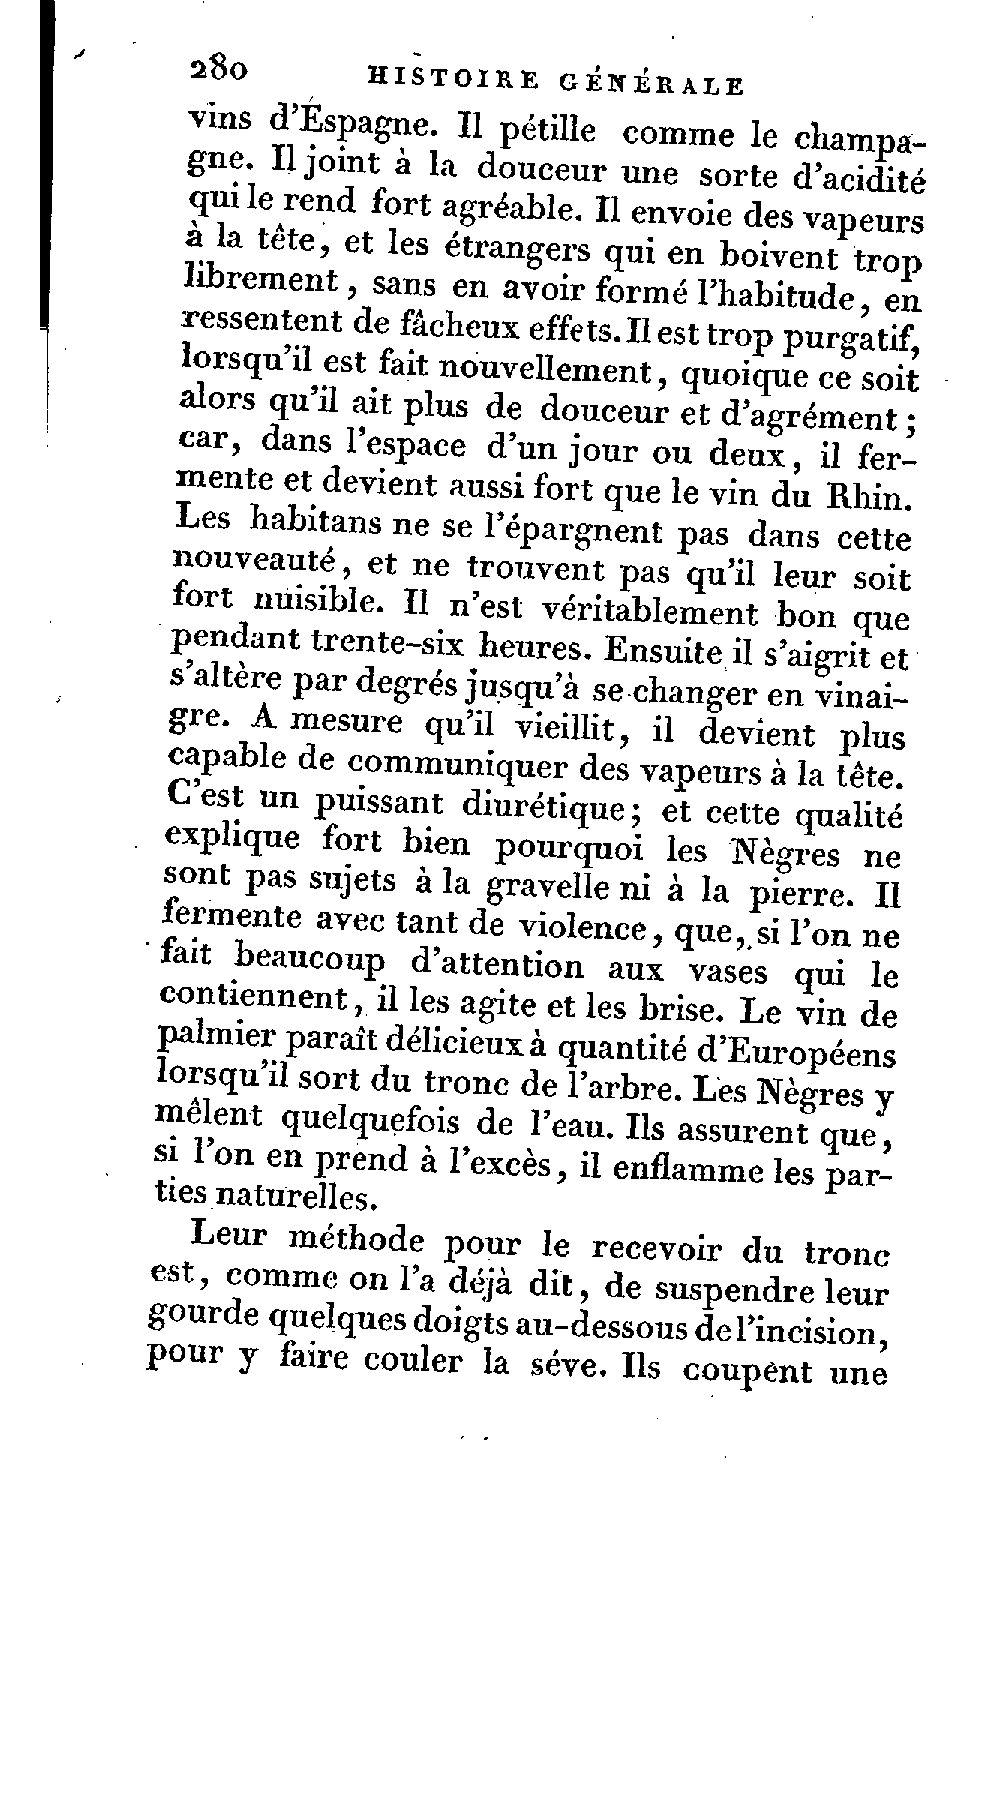 280 HISTOIRE GÉNÉRALE
vins d'Éspagne. Il pétille comme le champa-
gne. Il joint à la douceur une sorte d'acidité
qui le rend fort agréable. Il envoie des vapeurs
à la tête, et les étrangers qui en boivent trop
librement, sans en avoir formé l'habitude, en
ressentent de fâcheux effets. Il est trop purgatif,
lorsqu'il est fait nouvellement, quoique ce soit
alors qu'il ait plus de douceur et d'agrément;
car, dans l'espace d'un jour ou deux, il fer-
mente et devient aussi fort que le vin du Rhin.
Les habitans ne se l'épargnent pas dans cette
nouveauté, et ne trouvent pas qu'il leur soit
fort nuisible. Il n'est véritablement bon que
pendant trente-six heures. Ensuite il s'aigrit et
s'altère par degrés jusqu'à se changer en vinai-
gre. A mesure qu'il vieillit, il devient plus
capable de communiquer des vapeurs à la tête.
C'est un puissant diurétique; et cette qualité
explique fort bien pourquoi les Nègres ne
sont pas sujets à la gravelle ni à la pierre. Il
fermente avec tant de violence, que, si l'on ne
fait beaucoup d'attention aux vases qui le
contiennent, il les agite et les brise. Le vin de
palmier paraît délicieux à quantité d'Européens
lorsqu'il sort du tronc de l'arbre. Les Nègres y
mêlent quelquefois de l'eau. Ils assurent que,
si l'on en prend à l'excès, il enflamme les par-
ties naturelles.
Leur méthode pour le recevoir du tronc
est, comme on l'a déjà dit, de suspendre leur
gourde quelques doigts au-dessous de l'incision,
pour y faire couler la séve. Ils coupent une